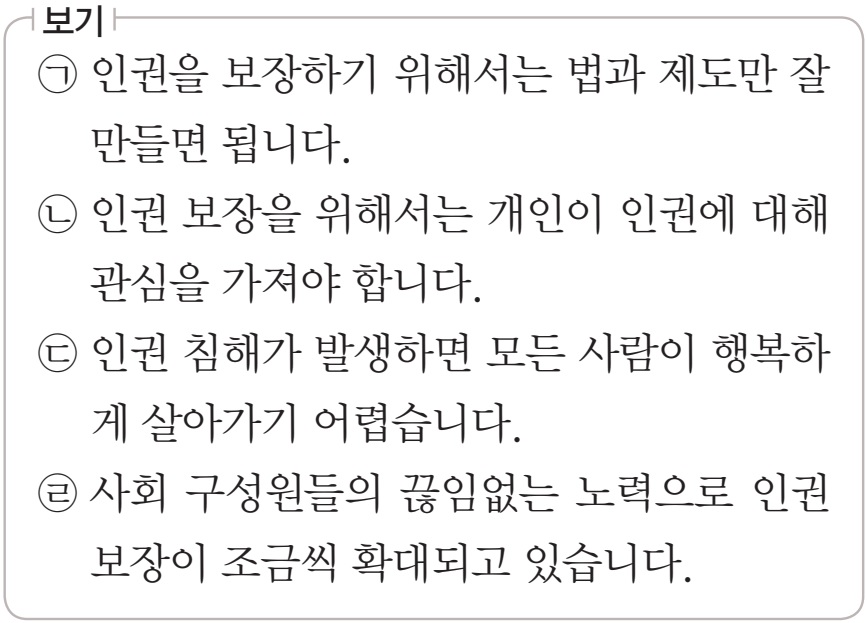 보기
㉠ 인권을 보장하기 위해서는 법과 제도만 잘
만들면 됩니다.
㉡ 인권 보장을 위해서는 개인이 인권에 대해
관심을 가져야 합니다.
㉢ 인권 침해가 발생하면 모든 사람이 행복하
게 살아가기 어렵습니다.
㉣ 사회 구성원들의 끊임없는 노력으로 인권
보장이 조금씩 확대되고 있습니다.